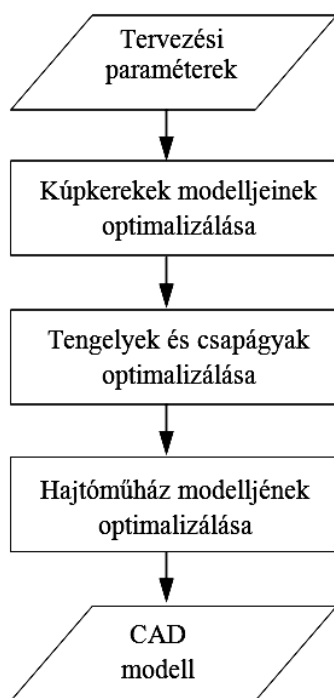 Tervezési
paraméterek
Kúpkerekek modelljeinek
optimalizálása
Tengelyek és csapágyak
optimalizálása
Hajtóműház modelljének
optimalizálása
CAD
modell